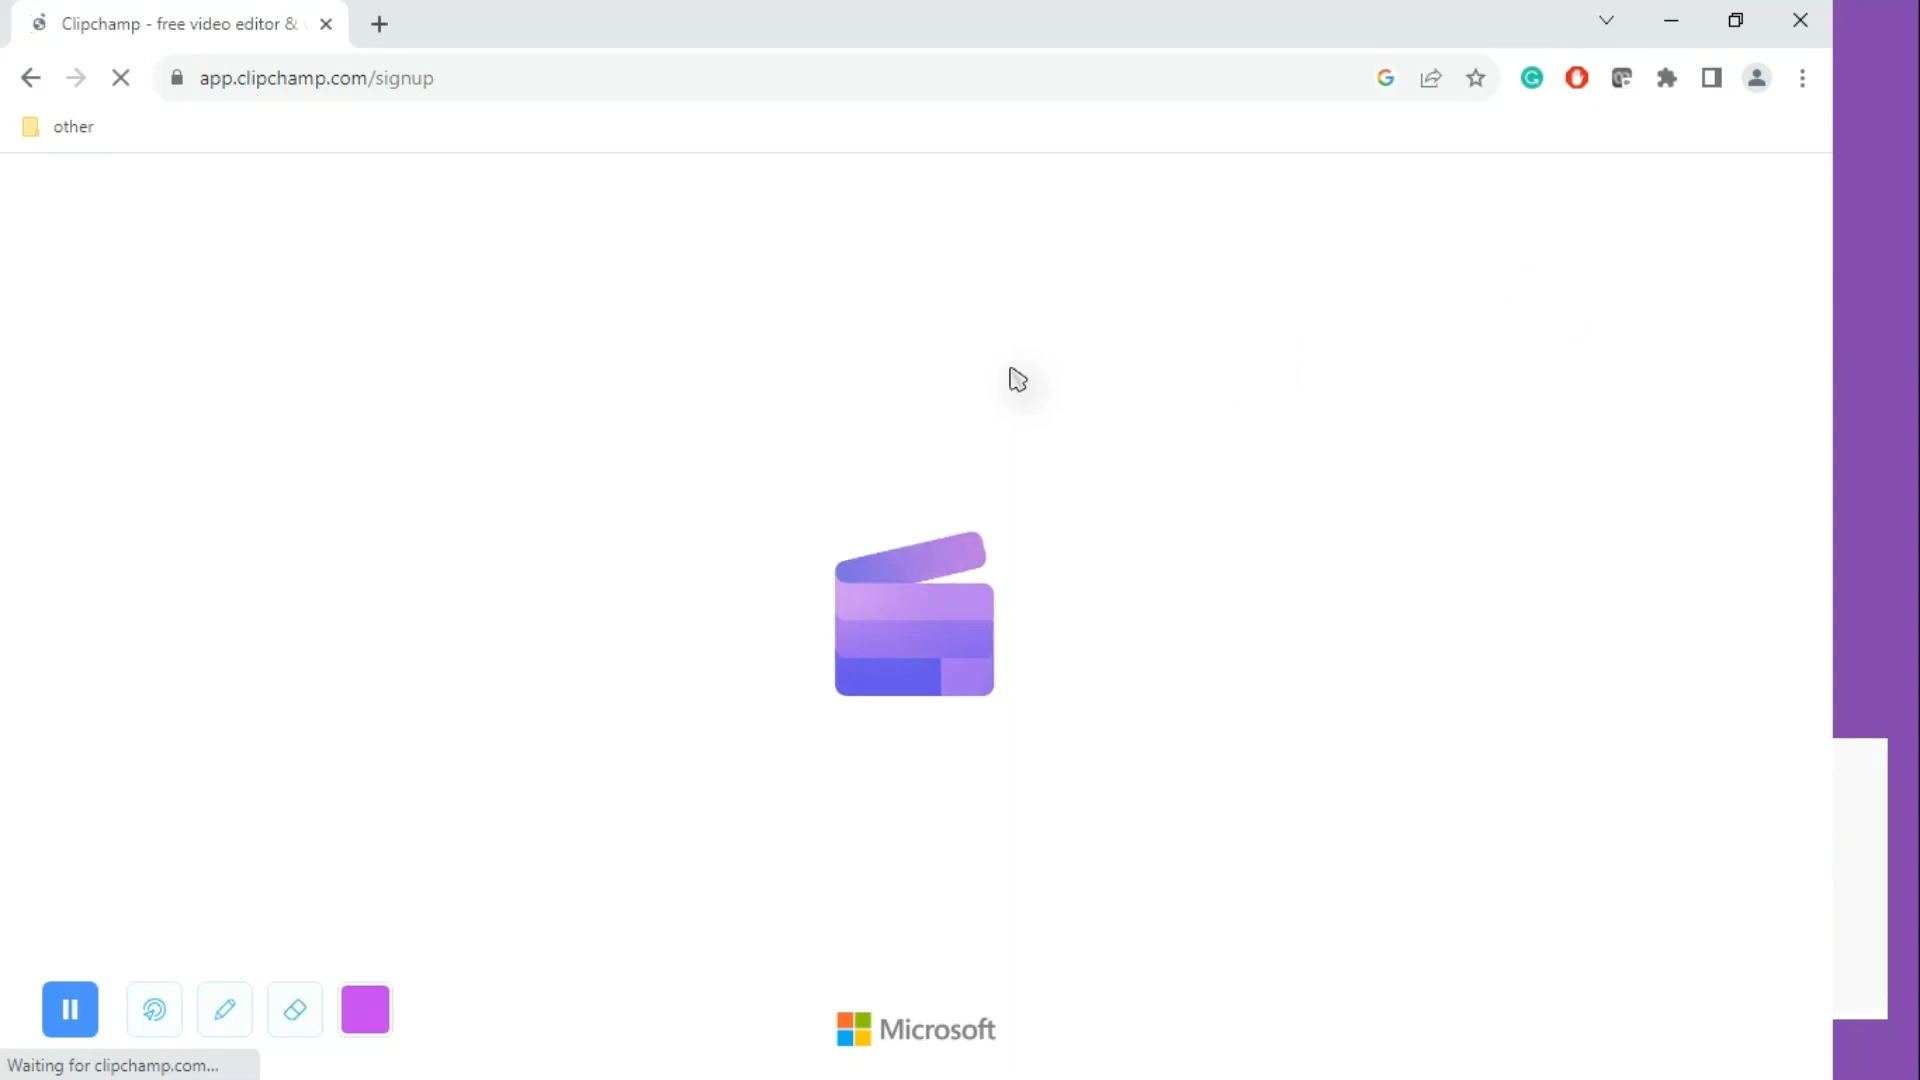 Clipchamp - free video editor &
app.clipchamp.com/signup
other
Microsoft
Waiting for clipchamp.com...